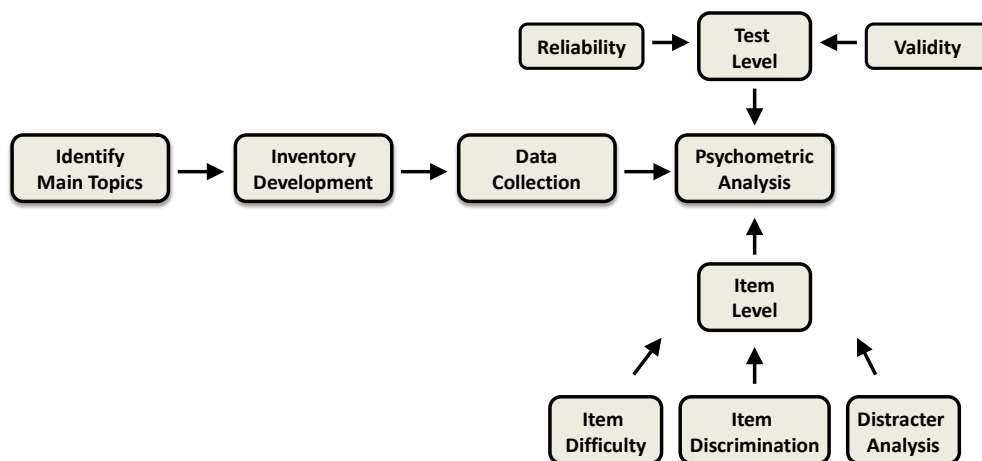 Reliability
Test
Level
Validity
Identify
Main Topics
Inventory
Development
Data
Collection
Psychometric
Analysis
Item
Level
Item
Difficulty
Item
Discrimination
Distracter
Analysis